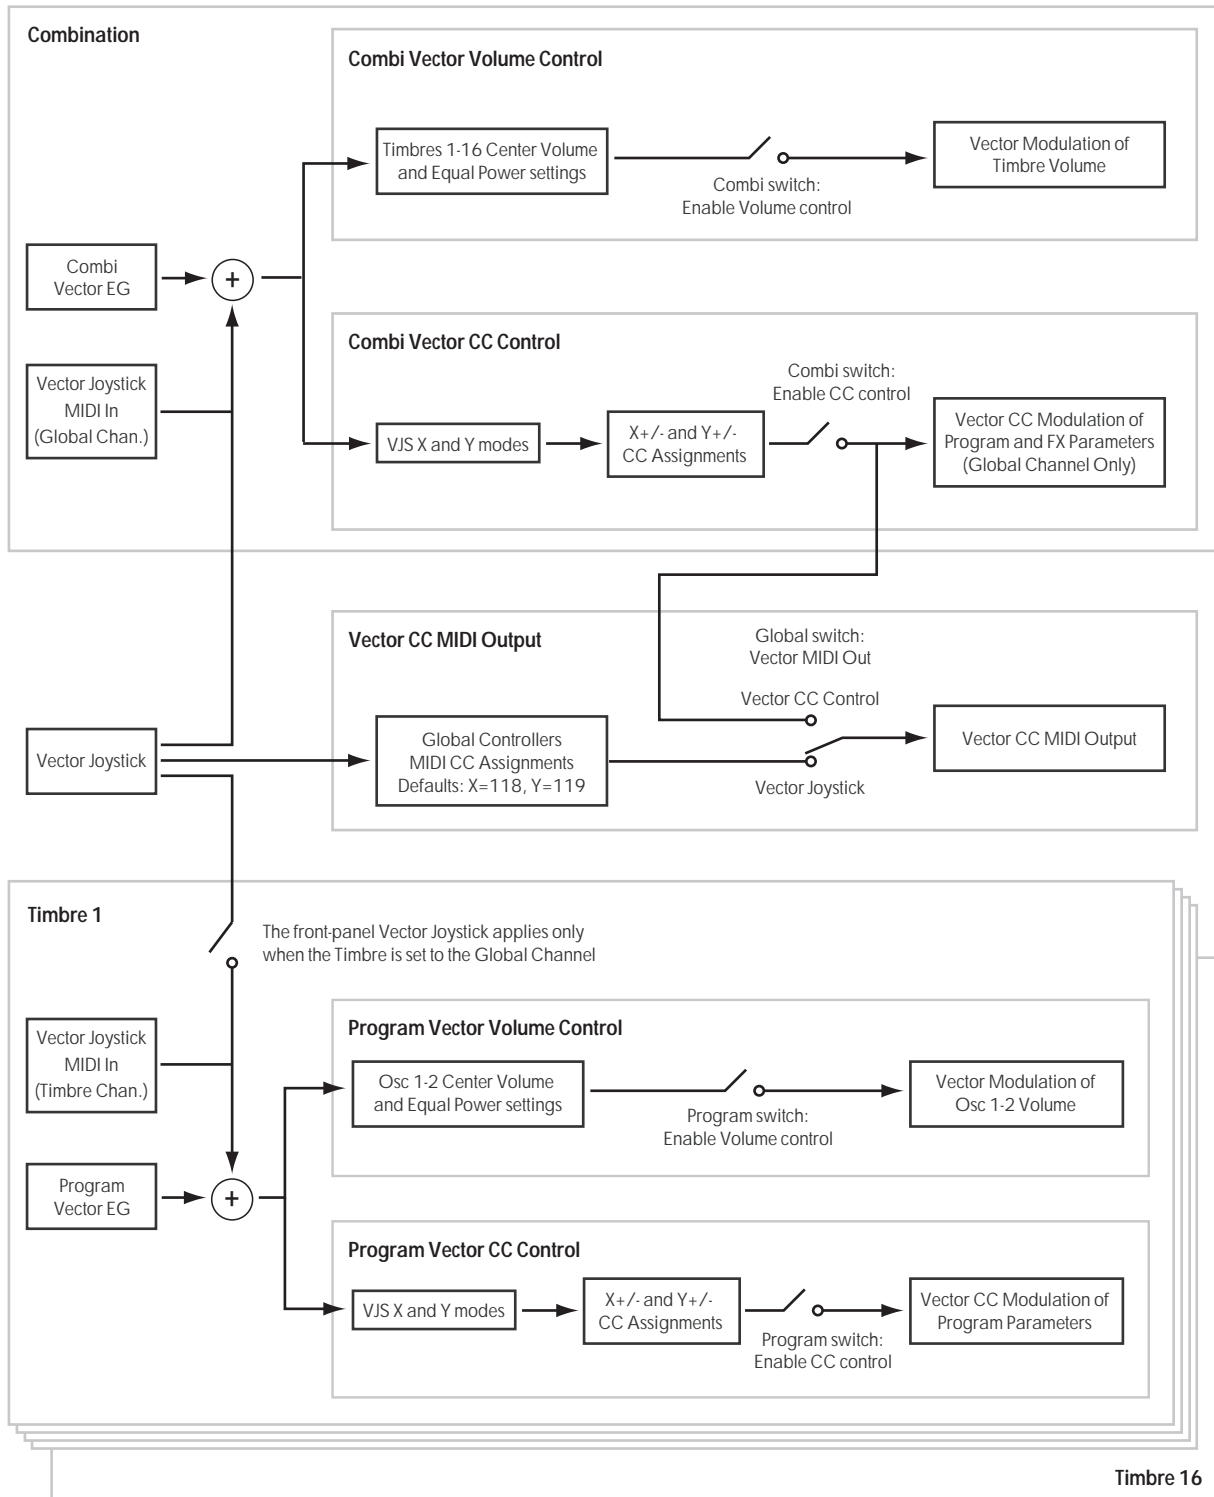 Combination
Combi Vector Volume Control
Timbres 1-16 Center Volume
and Equal Power settings
Combi switch:
Enable Volume control
Vector Modulation of
Timbre Volume
Combi
Vector EG
+
Vector Joystick
MIDI In
(Global Chan.)
Combi Vector CC Control
VJS X and Y modes
X+/- and Y+/-
CC Assignments
Combi switch:
Enable CC control
Vector CC Modulation of
Program and FX Parameters
(Global Channel Only)
Vector CC MIDI Output
Global switch:
Vector MIDI Out
Vector CC Control
Vector Joystick
Global Controllers
MIDI CC Assignments
Defaults: X=118, Y=119
Vector Joystick
Vector CC MIDI Output
Timbre 1
The front-panel Vector Joystick applies only
when the Timbre is set to the Global Channel
Vector Joystick
MIDI In
(Timbre Chan.)
Program Vector Volume Control
Osc 1-2 Center Volume
and Equal Power settings
Program switch:
Enable Volume control
Vector Modulation of
Osc 1-2 Volume
Program
Vector EG
+
Program Vector CC Control
VJS X and Y modes
X+/- and Y+/-
CC Assignments
Program switch:
Enable CC control
Vector CC Modulation of
Program Parameters
Timbre 16